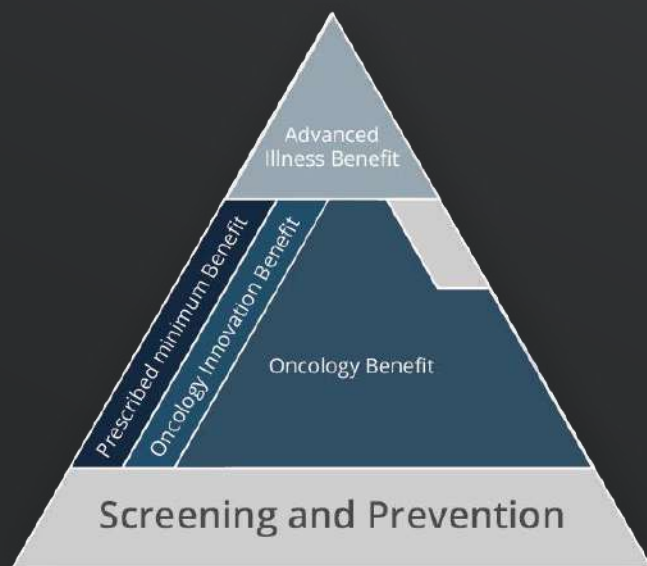 Advanced
Illness Benefit
Prescribed minimum Benefit
Oncology Innovation Benefit
Oncology Benefit
Screening and Prevention